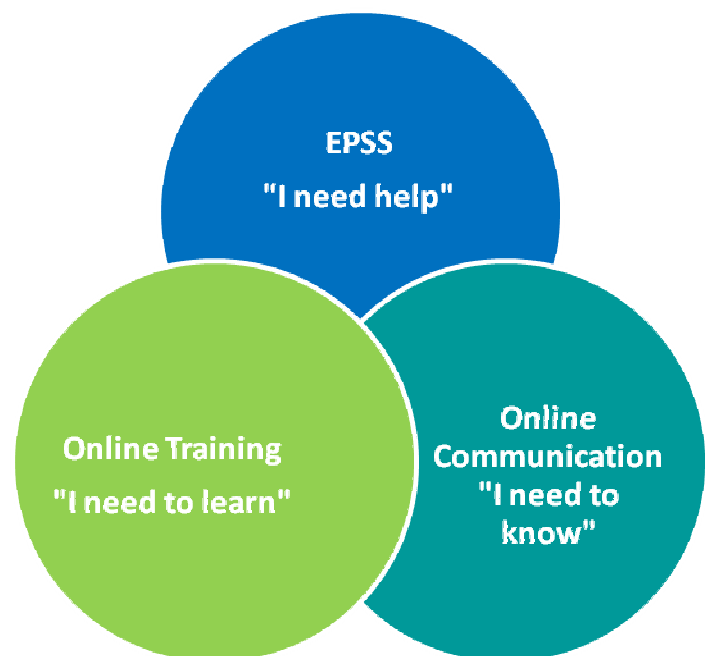 EPSS
"I need help"
Online Training
"I need to learn"
Online
Communication
"I need to
know"